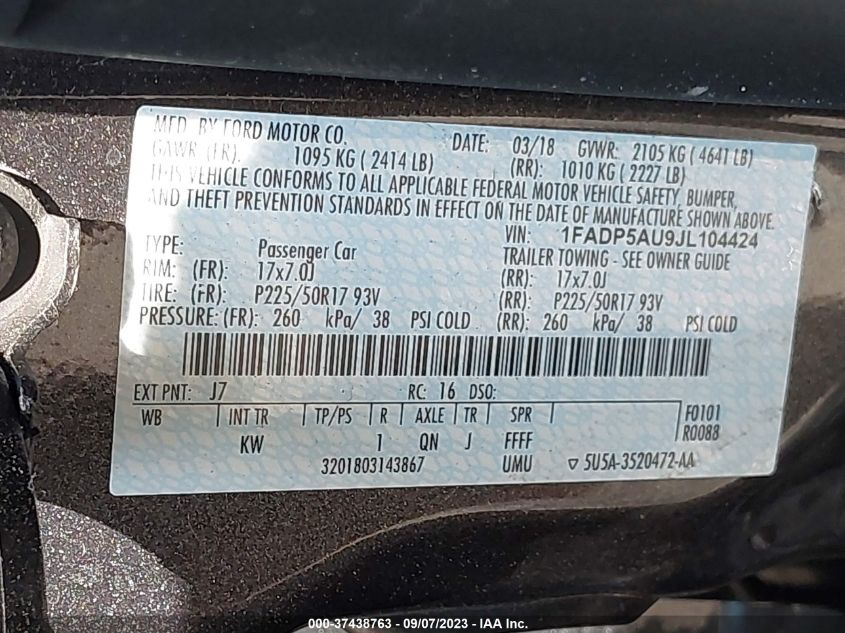 MFD. BY FORD MOTOR CO. DATE: 03/18 GVWR: 2105 KG ( 4641 LB)
GAWR (FR): 1095 KG ( 2414 LB) (RR): 1010 KG ( 2227 LB)
THIS VEHICLE CONFORMS TO ALL APPLICABLE FEDERAL MOTOR VEHICLE SAFETY, BUMPER,
AND THEFT PREVENTION STANDARDS IN EFFECT ON THE DATE OF MANUFACTURE SHOWN ABOVE.
VIN: 1FADP5AU9JL104424
TYPE: Passenger Car TRAILER TOWING - SEE OWNER GUIDE
RIM: (FR): 17x7.0J (RR): 17x7.0J
TIRE: (FR): P225/50R17 93V (RR): P225/50R17 93V
PRESSURE: (FR): 260 kPa/ 38 PSI COLD (RR): 260 kPa/ 38 PSI COLD
EXT PNT: J7 RC: 16 DSO:
WB INT TR TP/PS R AXLE TR SPR F0101
KW 1 QN J FFFF R0088
3201803143867 UMU ▽ 5U5A-3520472-AA
000-37438763 - 09/07/2023 - IAA Inc.